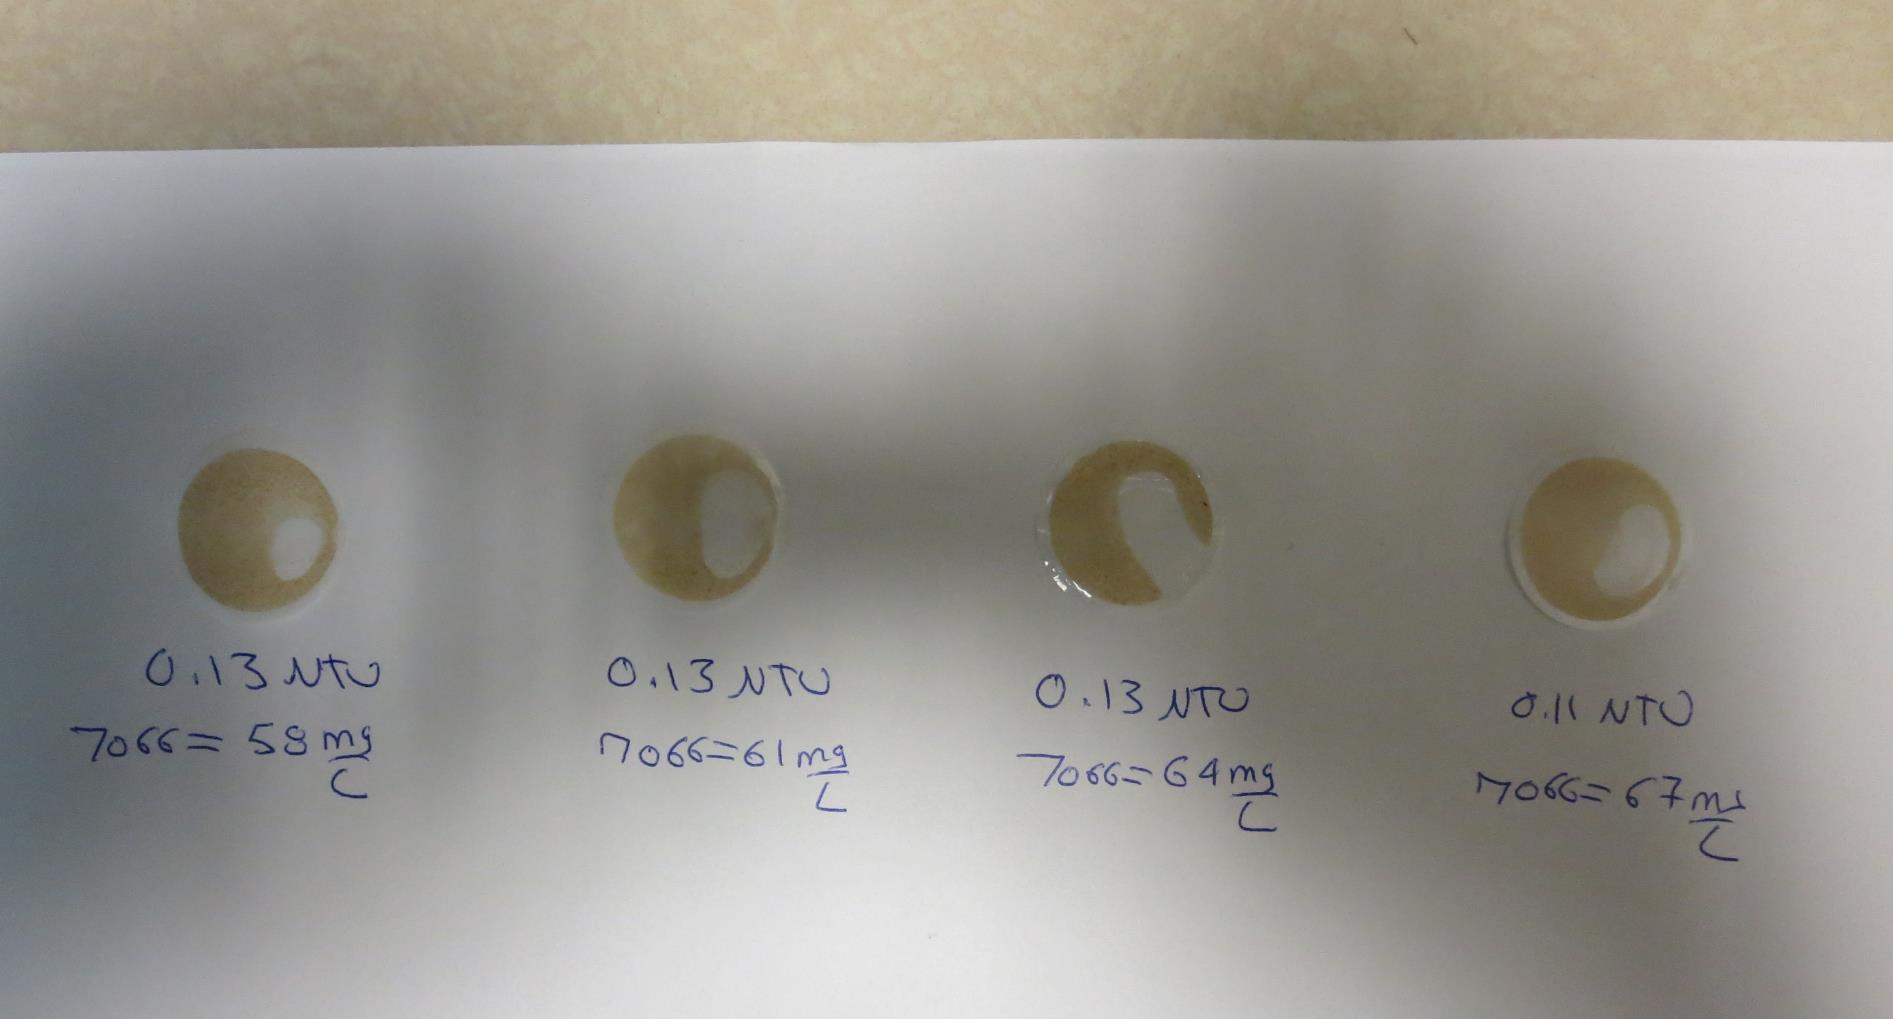 0.13 NTU
7066 = 58 mg/L
0.13 NTU
7066 = 61 mg/L
0.13 NTU
7066 = 64 mg/L
0.11 NTU
7066 = 67 mg/L